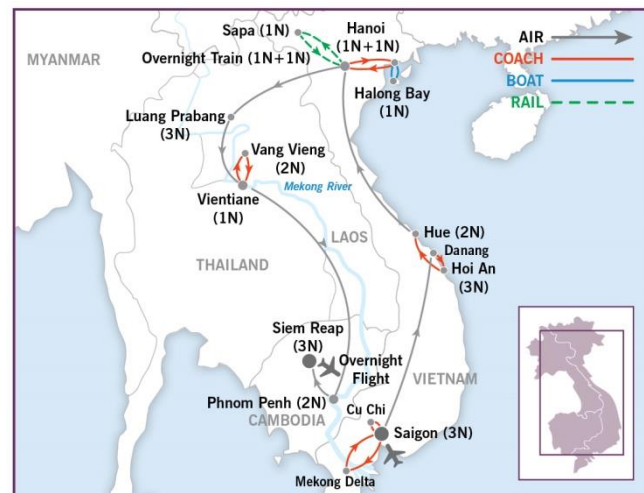 Sapa (1N)
Overnight Train (1N+1N)
Hanoi
(1N+1N)
AIR
COACH
BOAT
RAIL
MYANMAR
Halong Bay
(1N)
Luang Prabang
(3N)
Vang Vieng
(2N)
Mekong River
Vientiane
(1N)
LAOS
Hue (2N)
Danang
Hoi An
(3N)
THAILAND
Siem Reap
(3N)
Overnight
Flight
VIETNAM
Phnom Penh (2N)
CAMBODIA
Cu Chi
Saigon (3N)
Mekong Delta